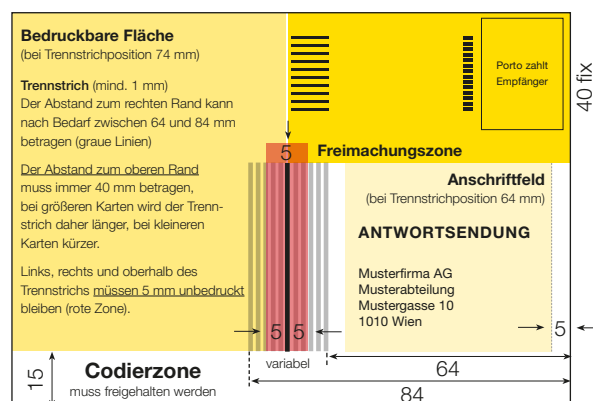 Bedruckbare Fläche
(bei Trennstrichposition 74 mm)
Trennstrich (mind. 1 mm)
Der Abstand zum rechten Rand kann
nach Bedarf zwischen 64 und 84 mm
betragen (graue Linien)
Der Abstand zum oberen Rand
muss immer 40 mm betragen,
bei größeren Karten wird der Trenn-
strich daher länger, bei kleineren
Karten kürzer.
Links, rechts und oberhalb des
Trennstrichs müssen 5 mm unbedruckt
bleiben (rote Zone).
Porto zahlt
Empfänger
40 fix
5
Freimachungszone
Anschriftfeld
(bei Trennstrichposition 64 mm)
ANTWORTSENDUNG
Musterfirma AG
Musterabteilung
Mustergasse 10
1010 Wien
5 5
5
variabel
64
84
15
Codierzone
muss freigehalten werden